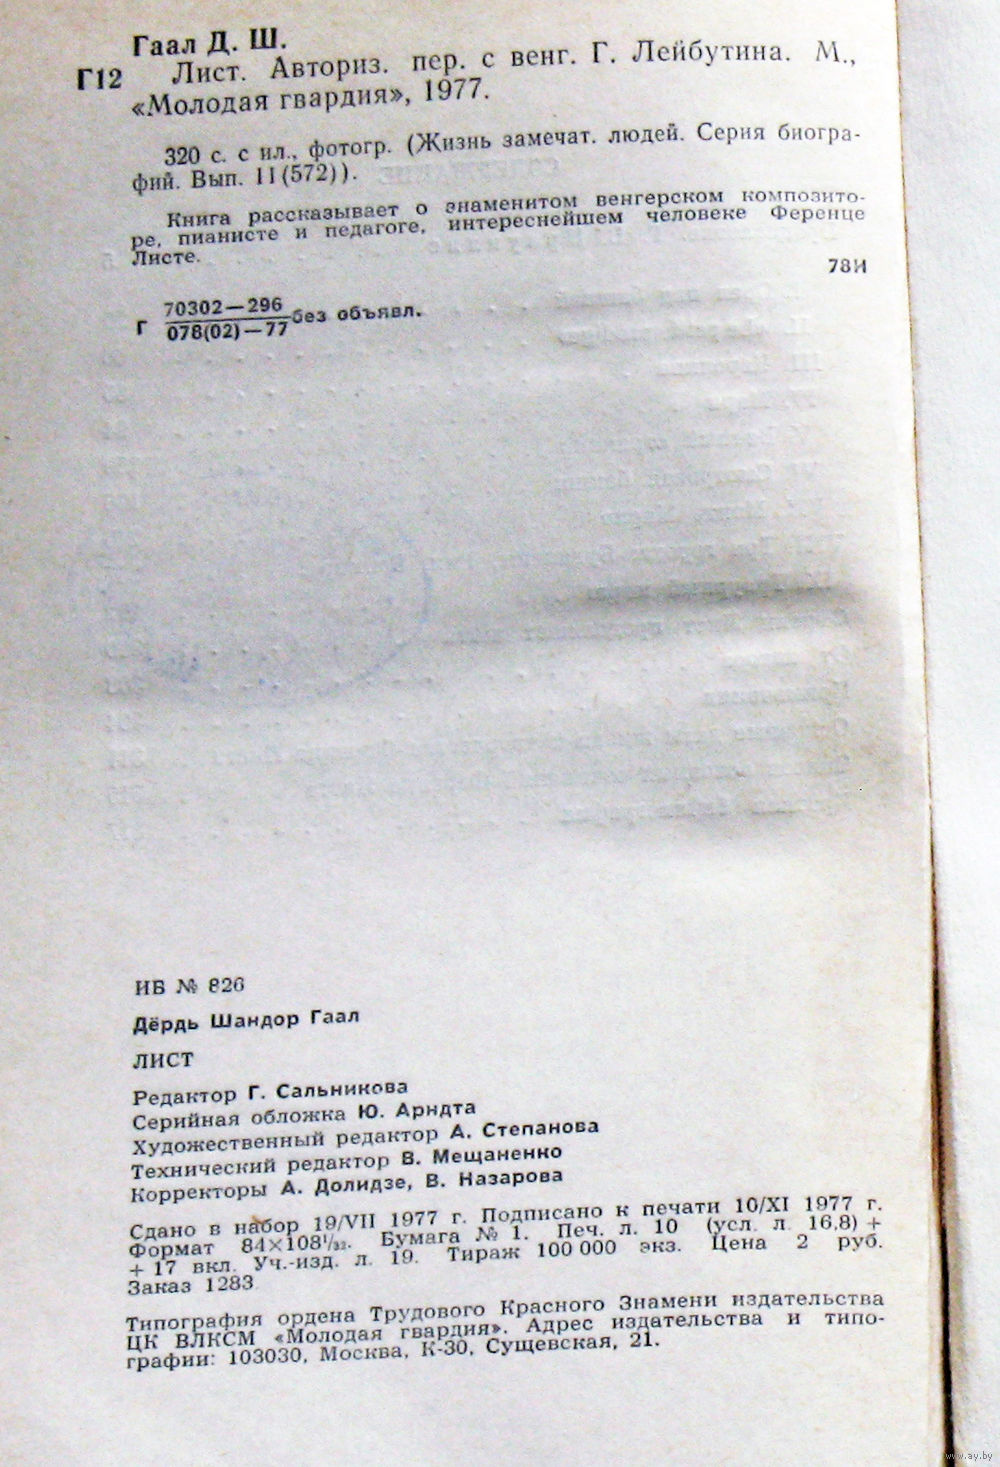 Гаал Д. Ш.
Г12 Лист. Авториз. пер. с венг. Г. Лейбутина. М.,
«Молодая гвардия», 1977.
320 с. с ил., фотогр. (Жизнь замечат. людей. Серия биогра-
фий. Вып. 11(572)).
Книга рассказывает о знаменитом венгерском композито-
ре, пианисте и педагоге, интереснейшем человеке Ференце
Листе.
78И
Г 70302—296
078(02)—77 без объявл.
ИБ № 826
Дёрдь Шандор Гаал
ЛИСТ
Редактор Г. Сальникова
Серийная обложка Ю. Арндта
Художественный редактор А. Степанова
Технический редактор В. Мещаненко
Корректоры А. Долидзе, В. Назарова
Сдано в набор 19/VII 1977 г. Подписано к печати 10/XI 1977 г.
Формат 84×108¹/₃₂. Бумага № 1. Печ. л. 10 (усл. л. 16,8) +
+ 17 вкл. Уч.-изд. л. 19. Тираж 100 000 экз. Цена 2 руб.
Заказ 1283.
Типография ордена Трудового Красного Знамени издательства
ЦК ВЛКСМ «Молодая гвардия». Адрес издательства и типо-
графии: 103030, Москва, К-30, Сущевская, 21.
www.ay.by